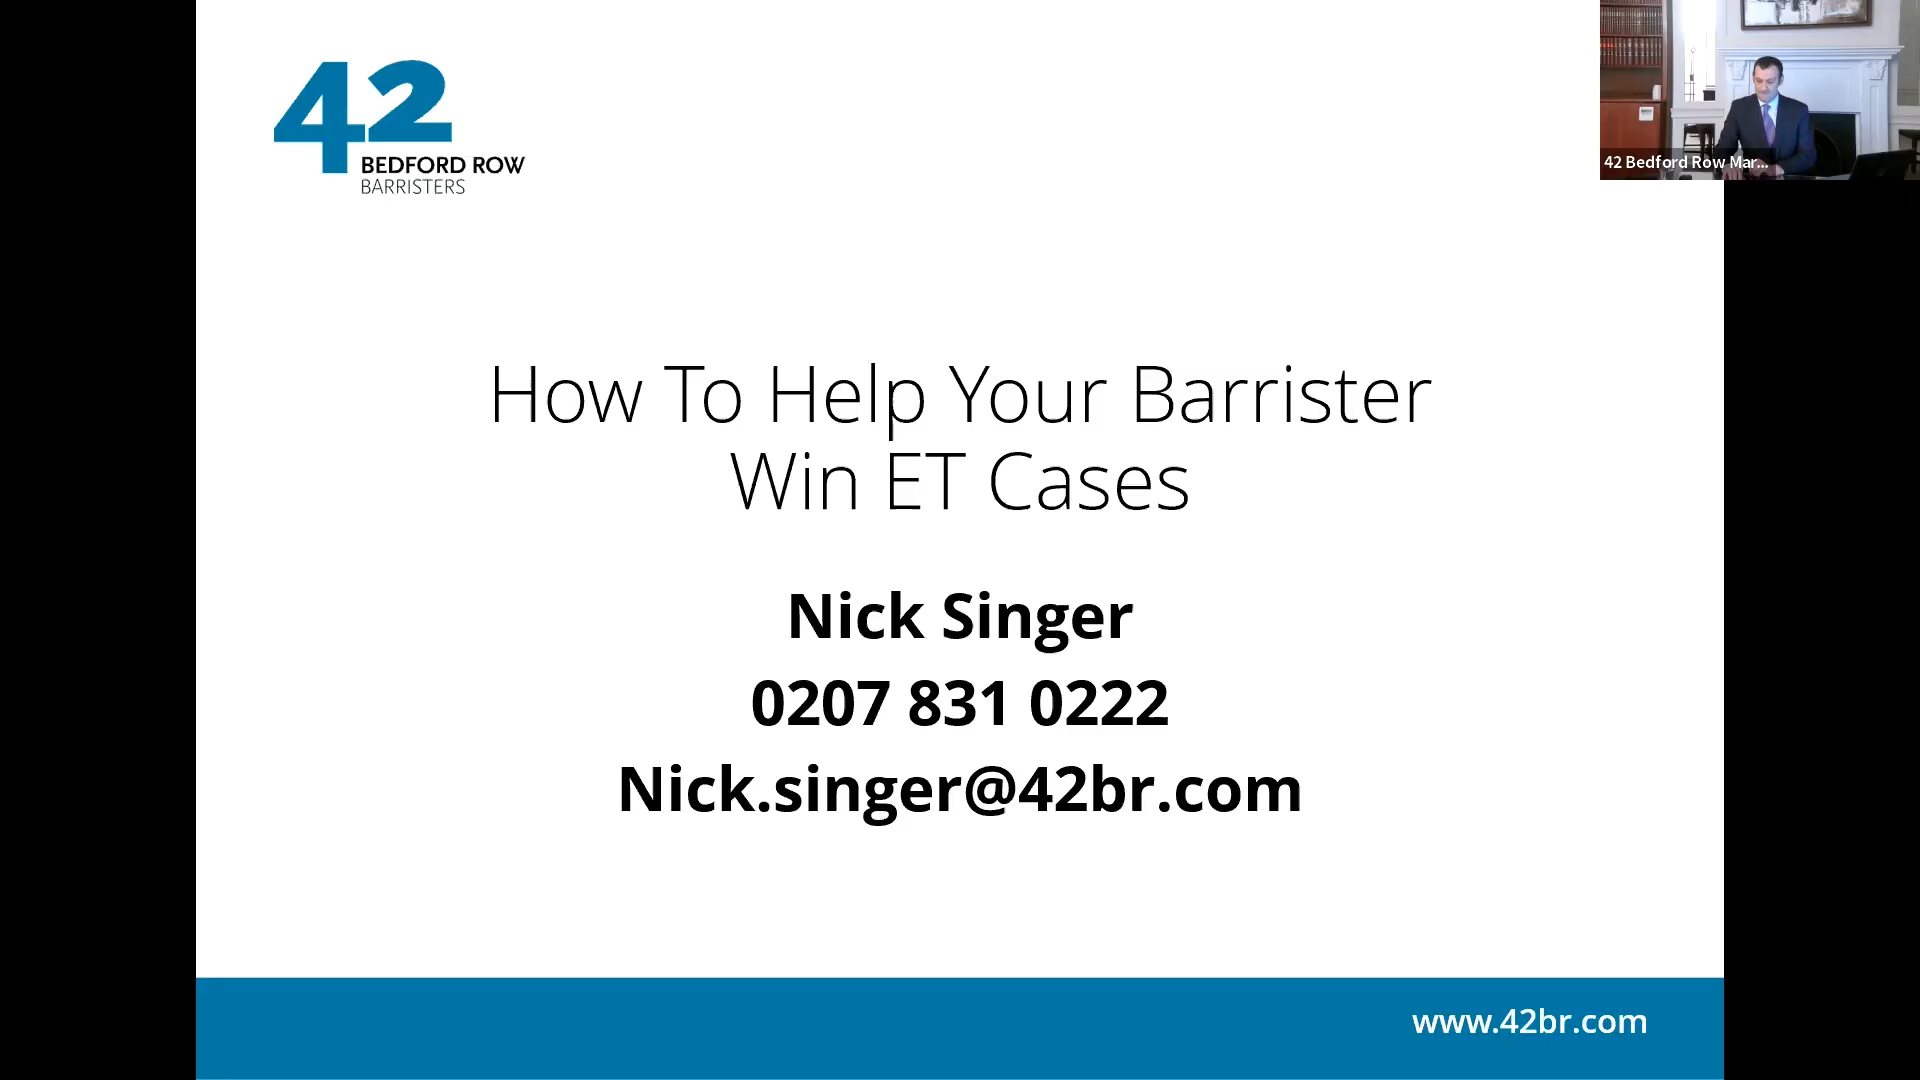 42
BEDFORD ROW
BARRISTERS
42 Bedford Row Mar...
How To Help Your Barrister
Win ET Cases
Nick Singer
0207 831 0222
Nick.singer@42br.com
www.42br.com